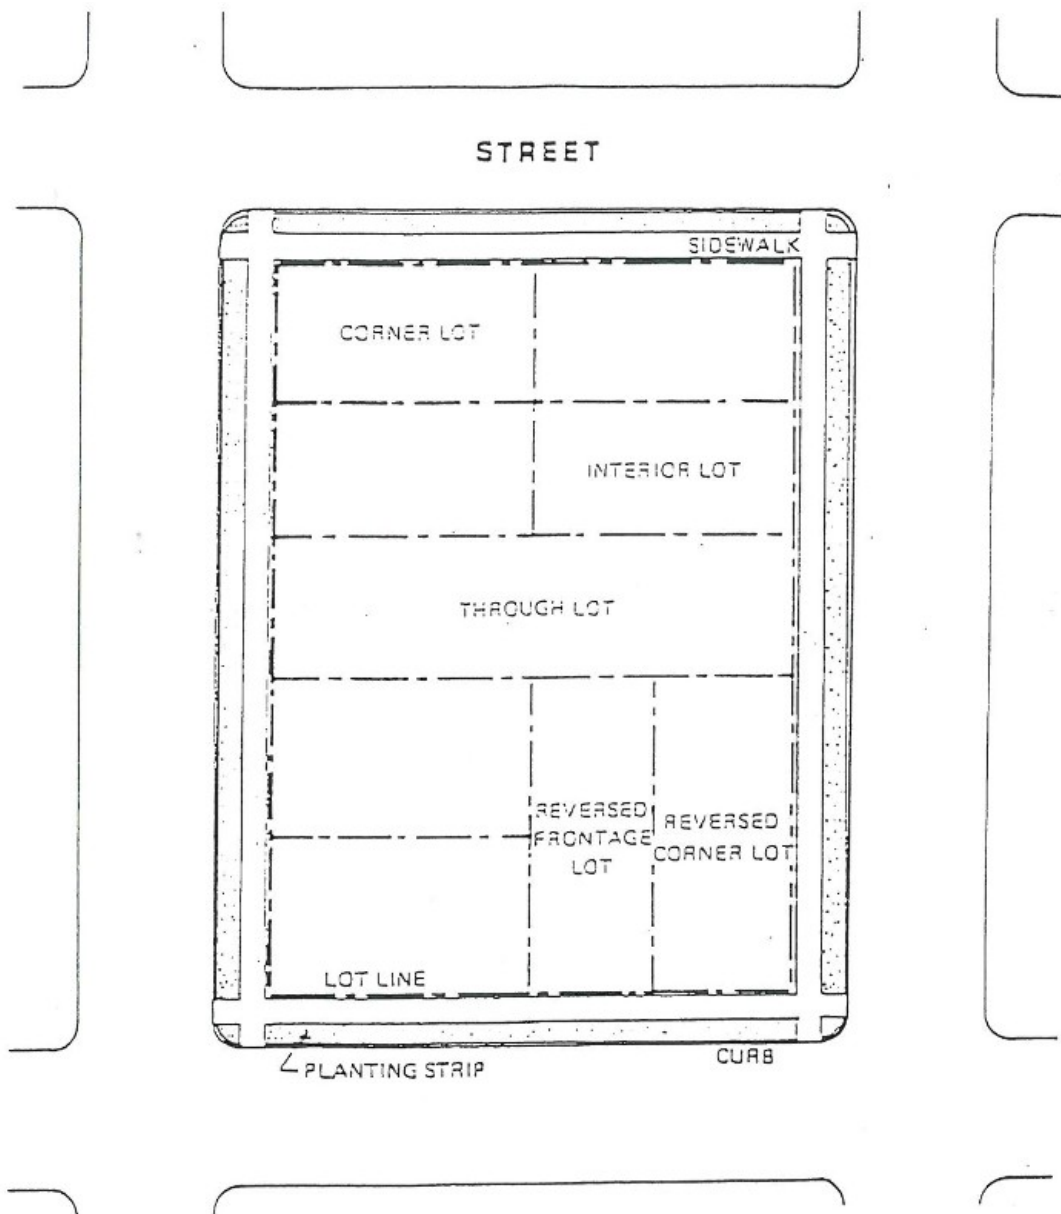 STREET
SIDEWALK
CORNER LOT
INTERIOR LOT
THROUGH LOT
REVERSED
FRONTAGE
LOT
REVERSED
CORNER LOT
LOT LINE
PLANTING STRIP
CURB